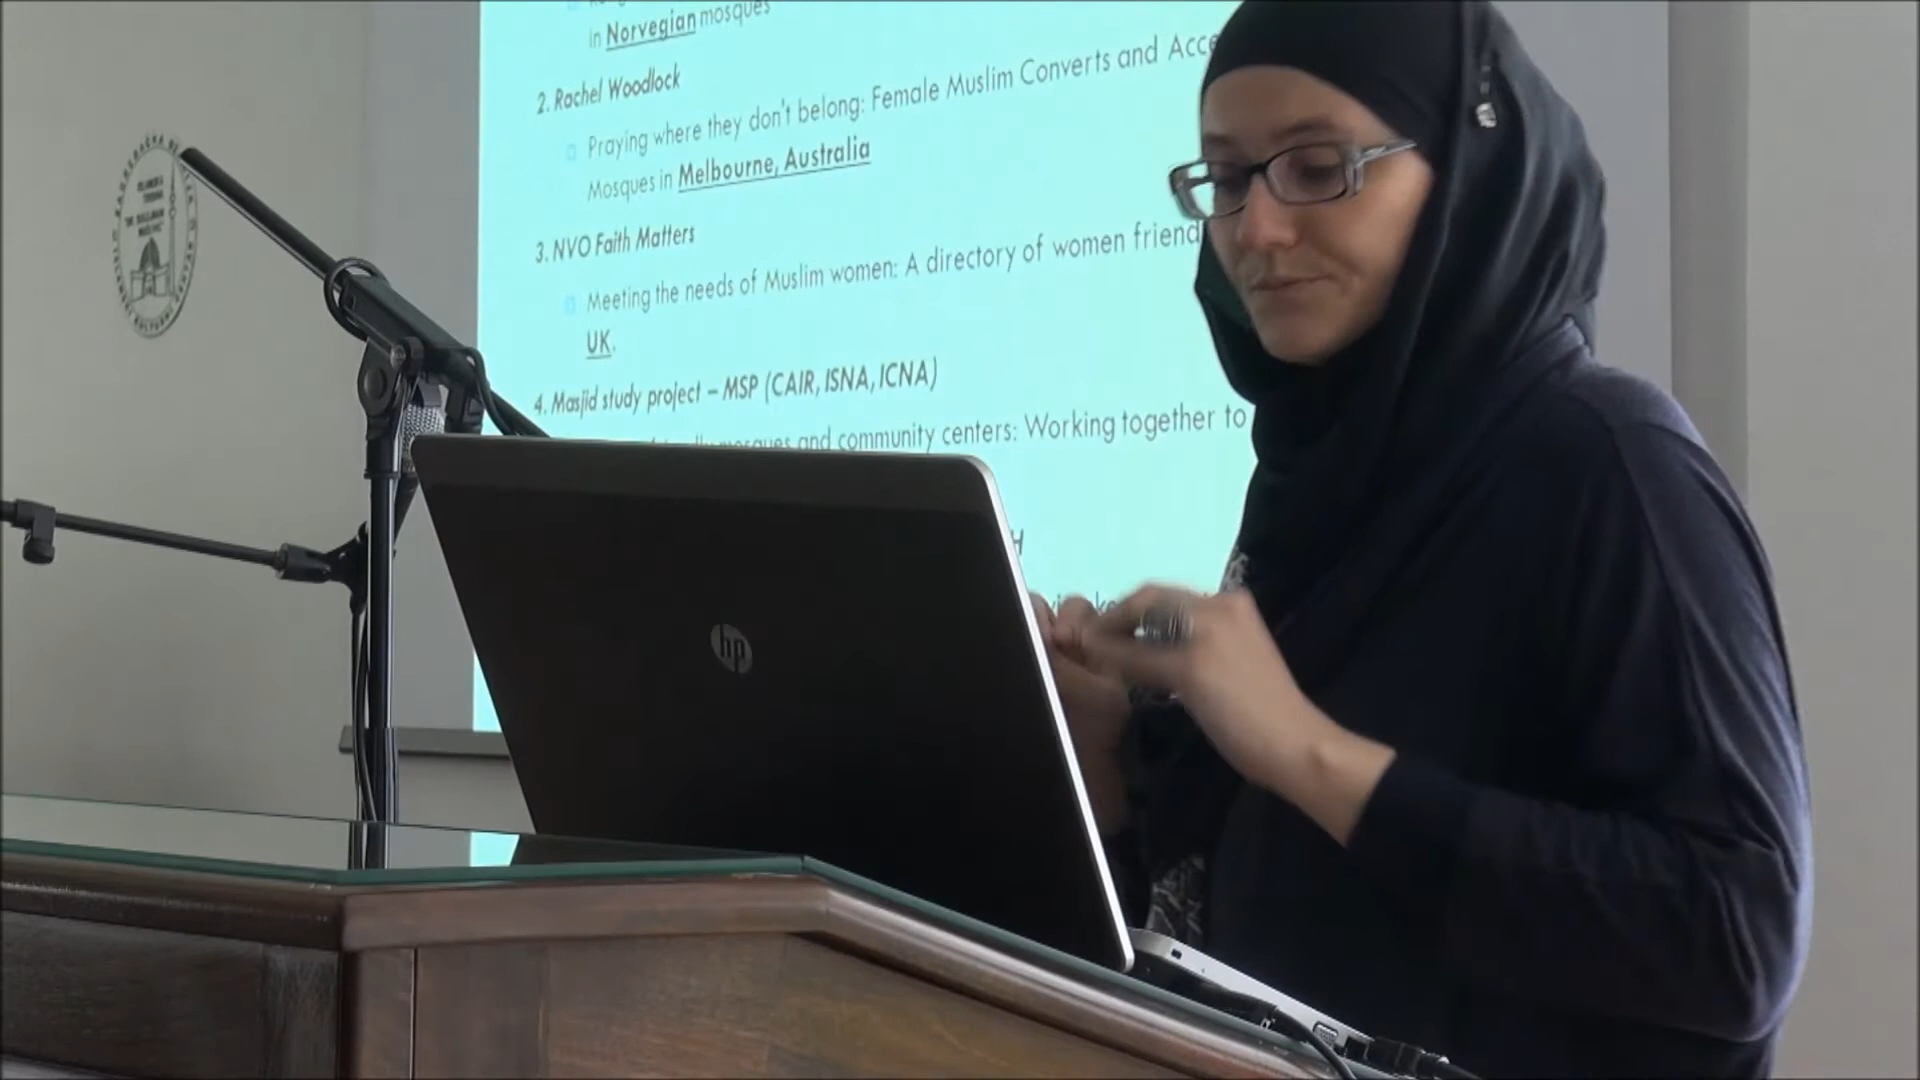 in Norvegian mosques
2. Rachel Woodlock
Praying where they don't belong: Female Muslim Converts and Acce
Mosques in Melbourne, Australia
3. NVO Faith Matters
Meeting the needs of Muslim women: A directory of women friend
UK.
4. Masjid study project – MSP (CAIR, ISNA, ICNA)
mosques and community centers: Working together to
H
hp